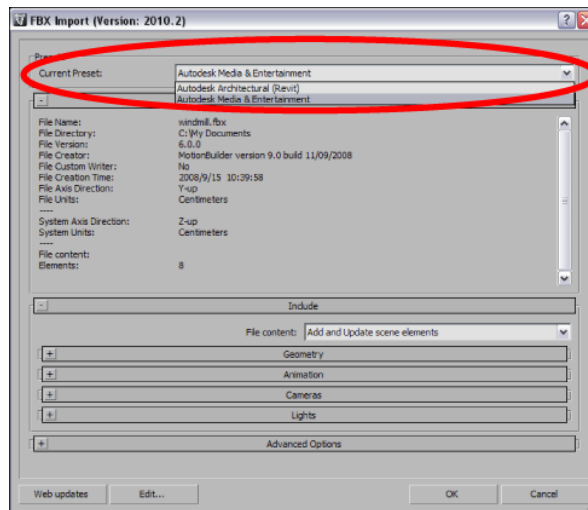 FBX Import (Version: 2010.2)
Current Preset: Autodesk Media & Entertainment
Autodesk Architectural (Revit)
Autodesk Media & Entertainment
File Name: windmill.fbx
File Directory: C:\My Documents
File Version: 6.0.0
File Creator: MotionBuilder version 9.0 build 11/09/2008
File Custom Writer: No
File Creation Time: 2008/9/15 10:39:58
File Axis Direction: Y-up
File Units: Centimeters
----
System Axis Direction: Z-up
System Units: Centimeters
----
File content:
Elements: 8
Include
File content: Add and Update scene elements
Geometry
Animation
Cameras
Lights
Advanced Options
Web updates Edit... OK Cancel